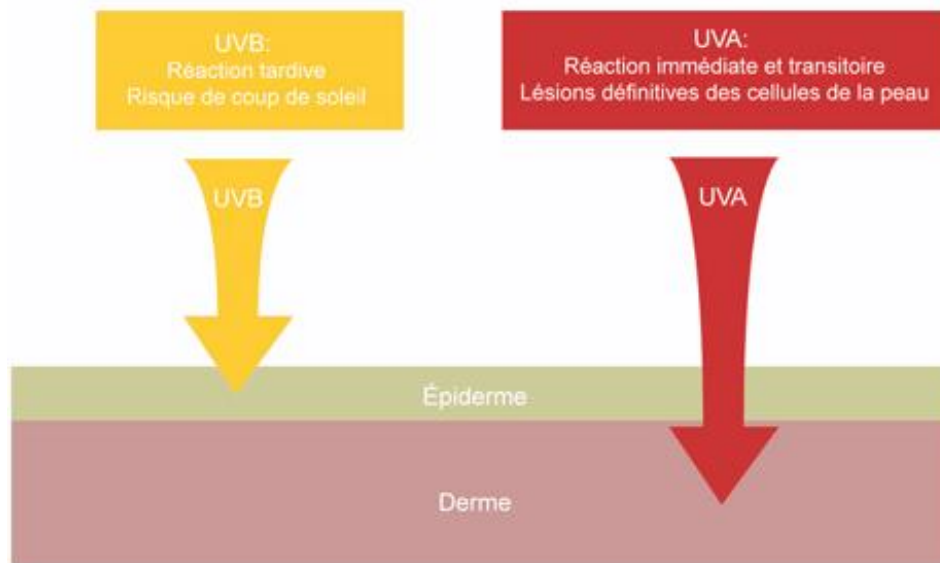 UVB:
Réaction tardive
Risque de coup de soleil
UVA:
Réaction immédiate et transitoire
Lésions définitives des cellules de la peau
UVB
UVA
Épiderme
Derme